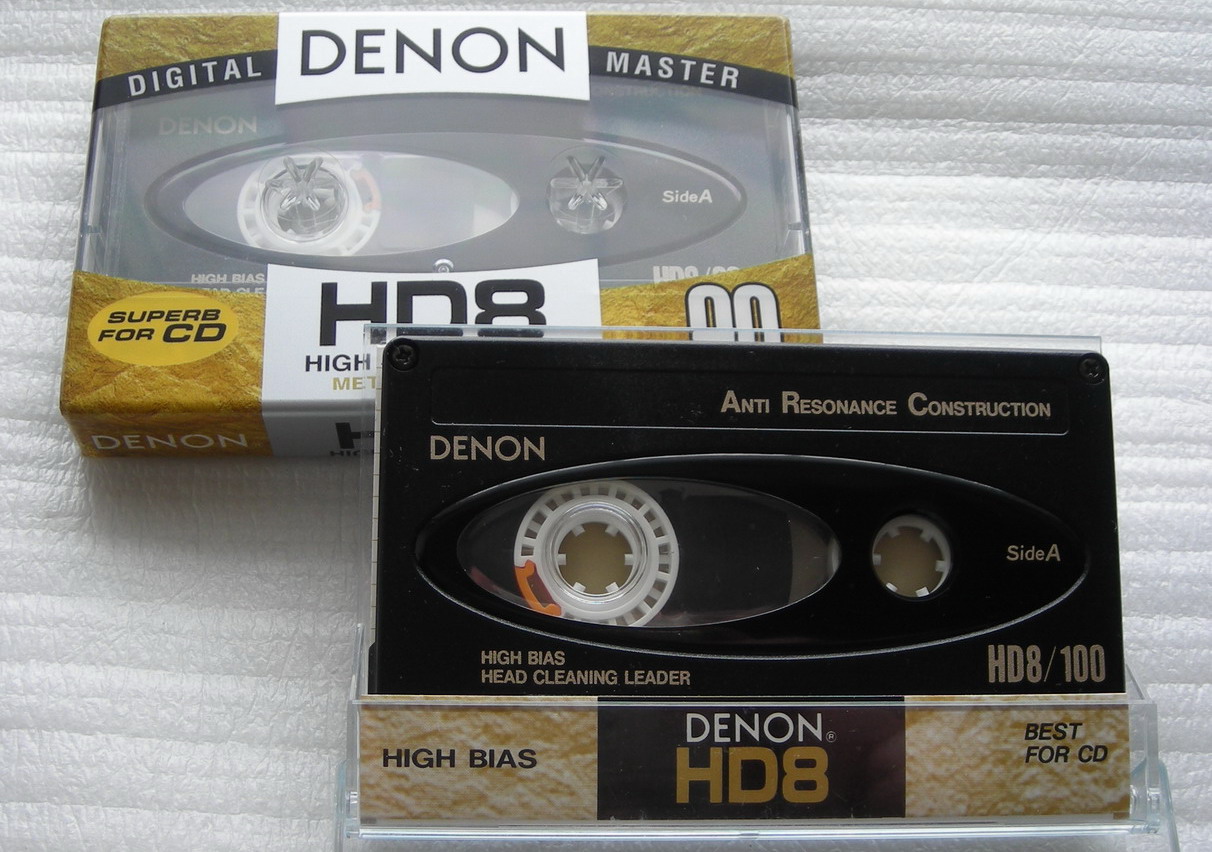 DENON
DIGITAL MASTER
DENON
SideA
HIGH BIAS
HD8
SUPERB
FOR CD
HIGH
DENON
ANTI RESONANCE CONSTRUCTION
DENON
SideA
HIGH BIAS
HEAD CLEANING LEADER
HD8/100
HIGH BIAS
DENON®
HD8
BEST
FOR CD